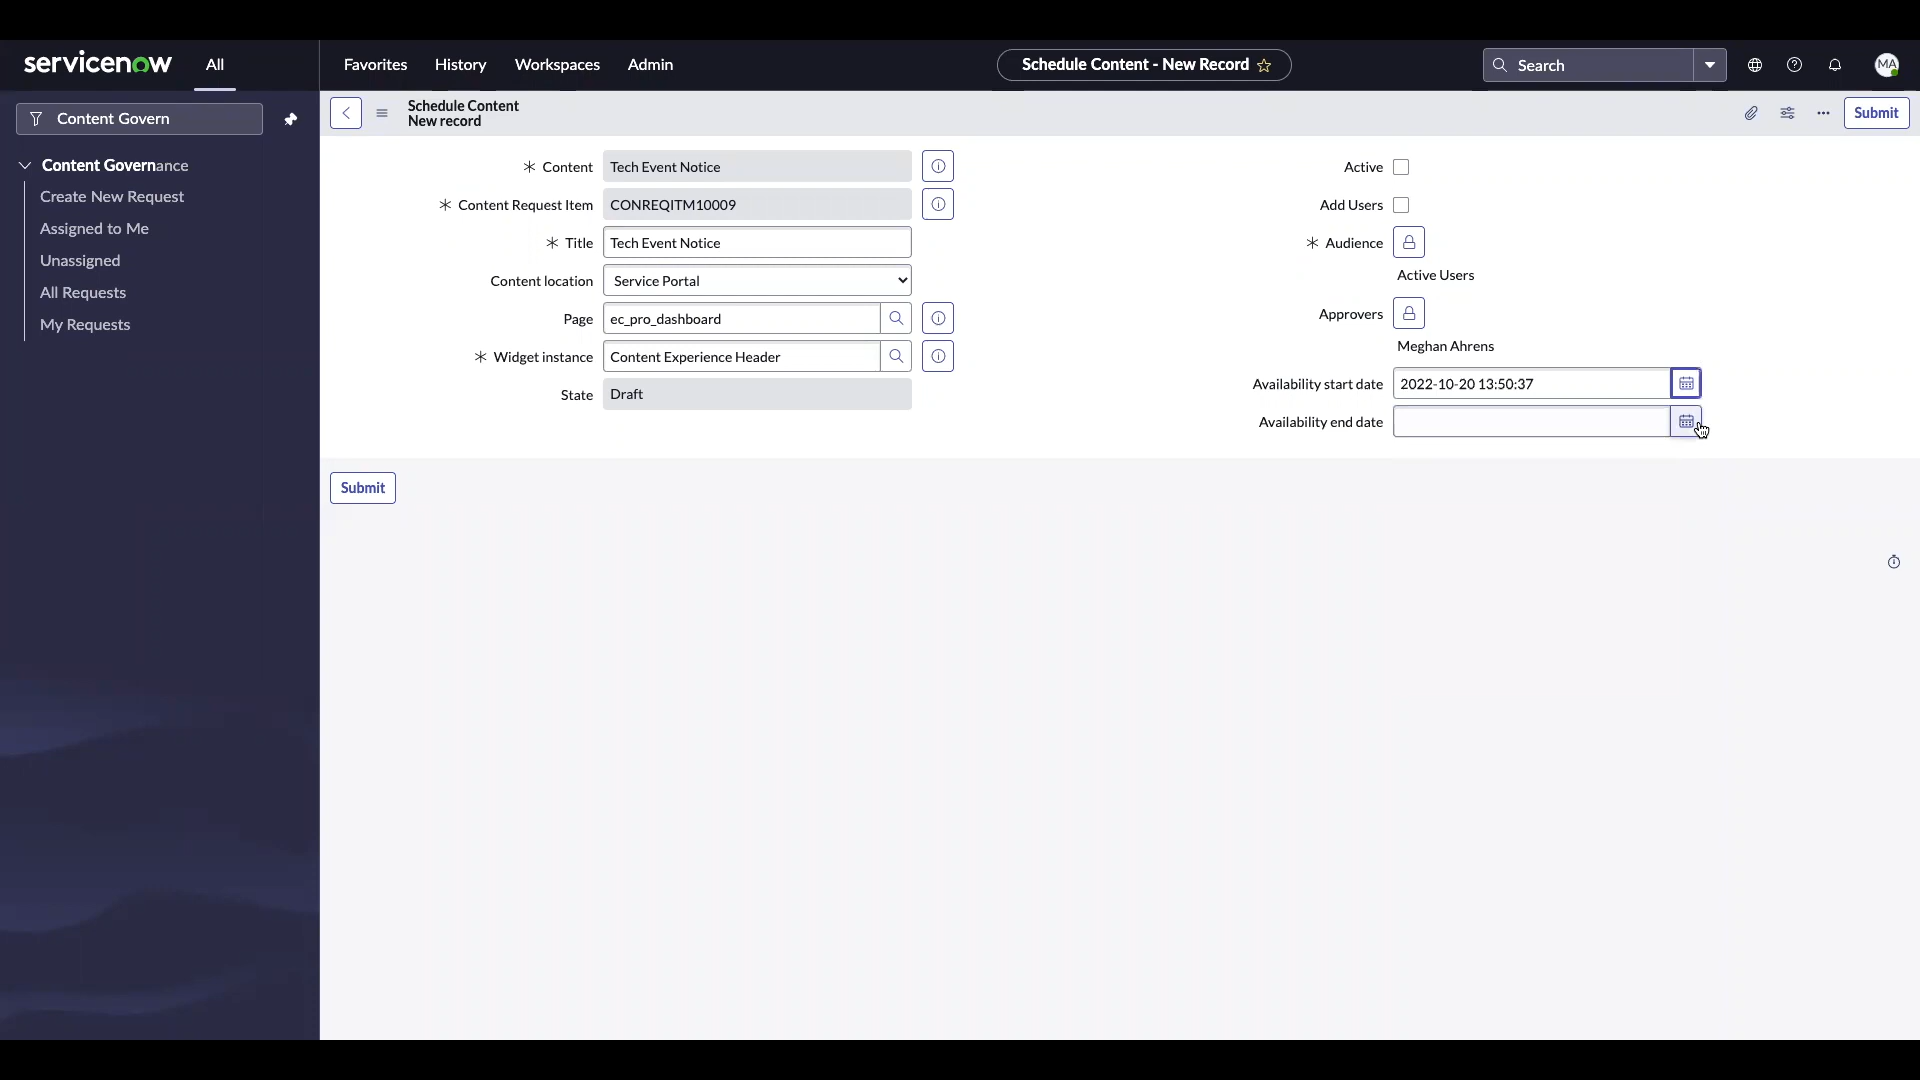 servicenow
All
Favorites
History
Workspaces
Admin
Schedule Content - New Record
Search
MA
Content Govern
Schedule Content
New record
Submit
Content Governance
Create New Request
Assigned to Me
Unassigned
All Requests
My Requests
* Content
Tech Event Notice
* Content Request Item
CONREQITM10009
* Title
Tech Event Notice
Content location
Service Portal
Page
ec_pro_dashboard
* Widget instance
Content Experience Header
State
Draft
Active
Add Users
* Audience
Active Users
Approvers
Meghan Ahrens
Availability start date
2022-10-20 13:50:37
Availability end date
Submit